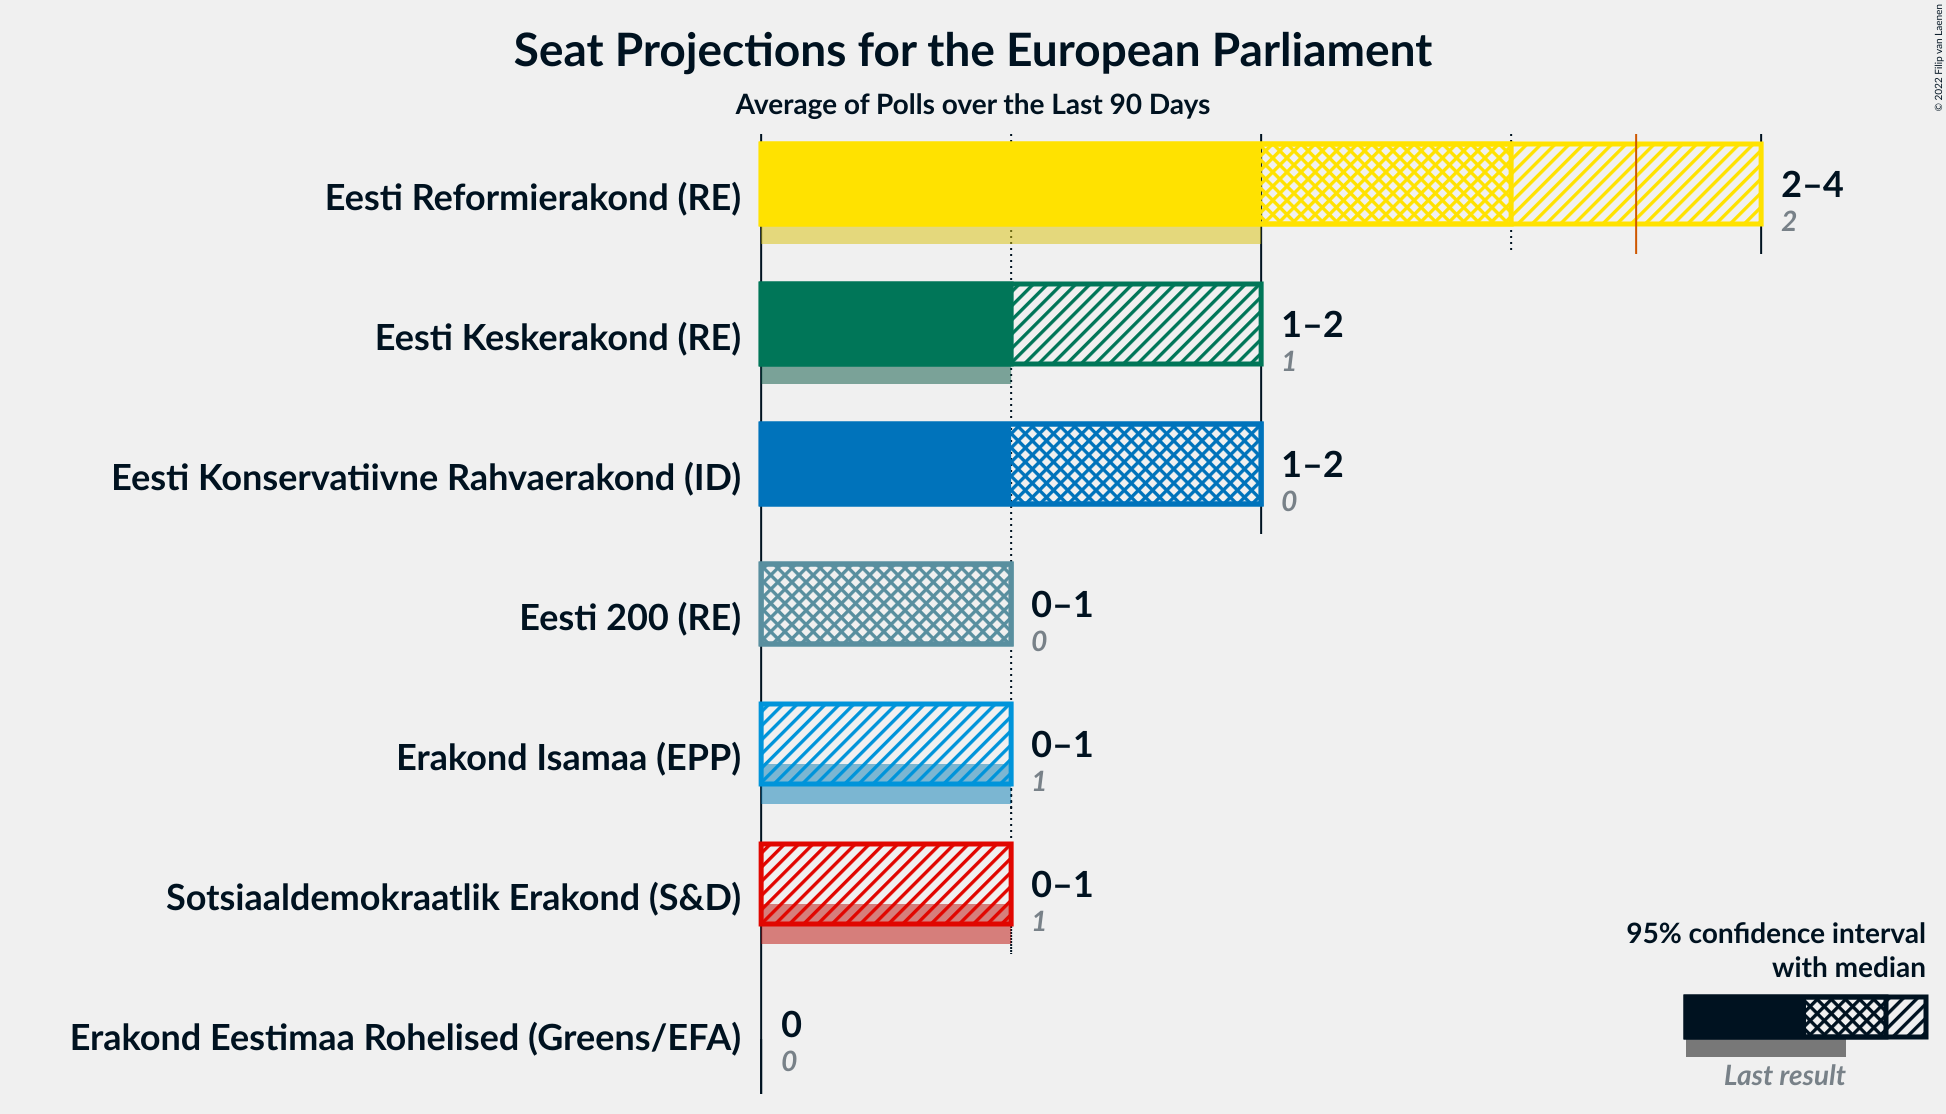 Seat Projections for the European Parliament
Average of Polls over the Last 90 Days
© 2022 Filip van Laenen
Eesti Reformierakond (RE)
2–4
2
Eesti Keskerakond (RE)
1–2
1
Eesti Konservatiivne Rahvaerakond (ID)
1–2
0
Eesti 200 (RE)
0–1
0
Erakond Isamaa (EPP)
0–1
1
Sotsiaaldemokraatlik Erakond (S&D)
0–1
1
Erakond Eestimaa Rohelised (Greens/EFA)
0
0
95% confidence interval
with median
Last result